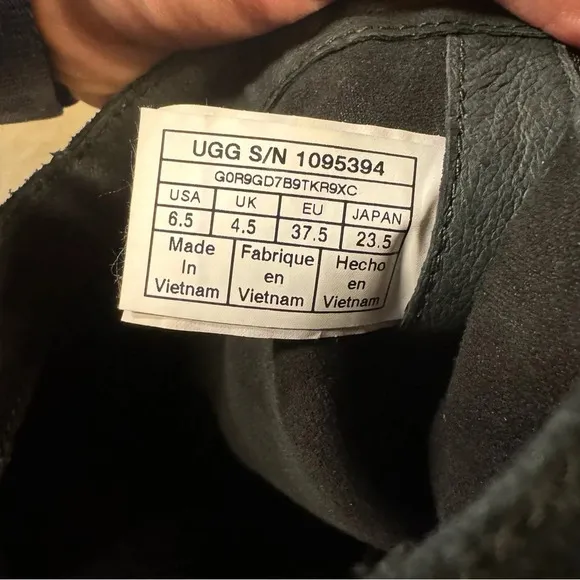 UGG S/N 1095394
G0R9GD7B9TKR9XC
USA UK EU JAPAN
6.5 4.5 37.5 23.5
Made Fabrique Hecho
In en en
Vietnam Vietnam Vietnam